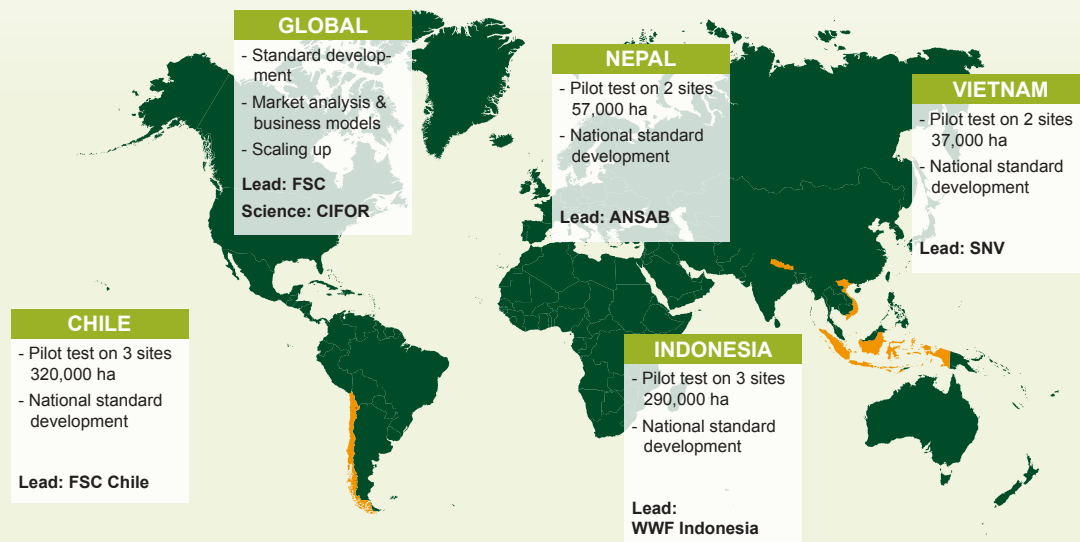 GLOBAL
- Standard develop-
ment
- Market analysis &
business models
- Scaling up
Lead: FSC
Science: CIFOR
NEPAL
- Pilot test on 2 sites
57,000 ha
- National standard
development
Lead: ANSAB
VIETNAM
- Pilot test on 2 sites
37,000 ha
- National standard
development
Lead: SNV
CHILE
- Pilot test on 3 sites
320,000 ha
- National standard
development
Lead: FSC Chile
INDONESIA
- Pilot test on 3 sites
290,000 ha
- National standard
development
Lead:
WWF Indonesia